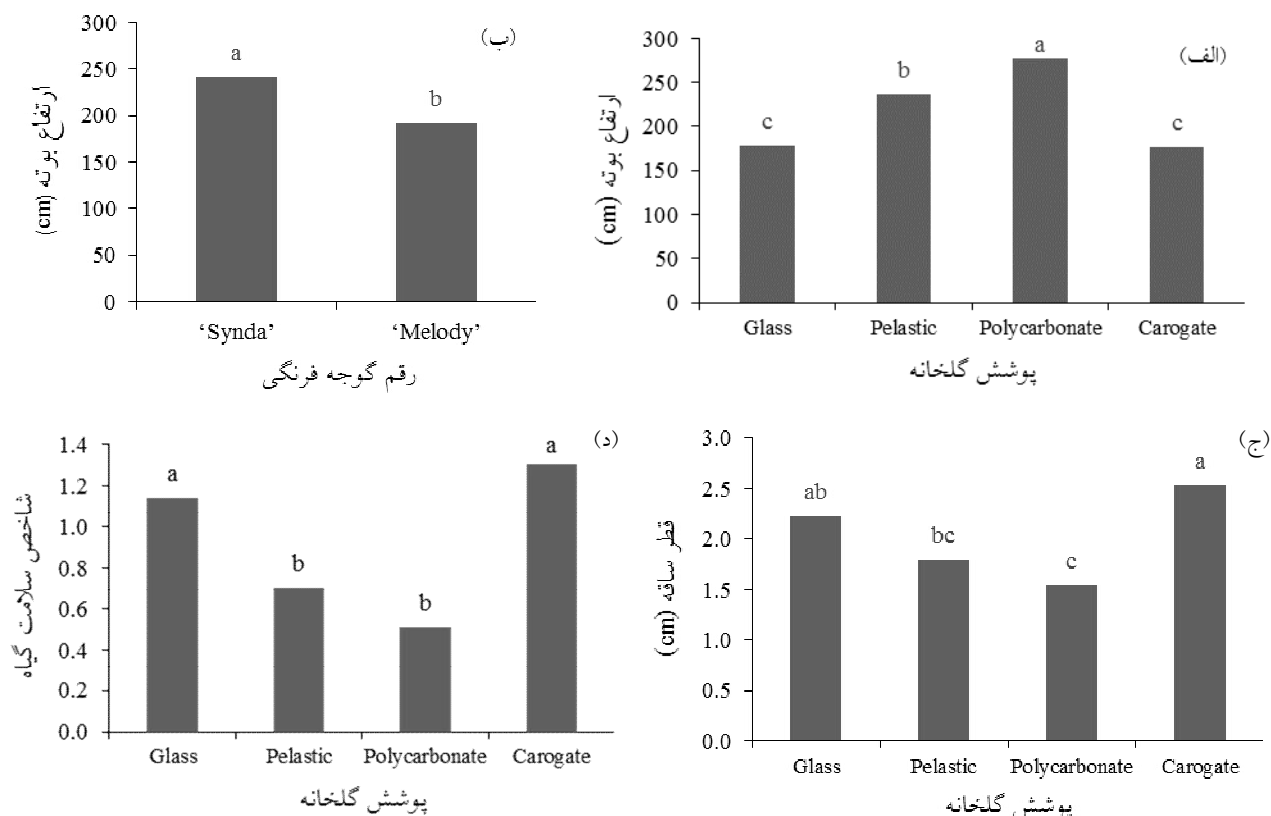 (الف)
ارتفاع بوته (cm)
300
250
200
150
100
50
0
c
b
a
c
Glass Pelastic Polycarbonate Carogate
پوشش گلخانه
(ب)
ارتفاع بوته (cm)
300
250
200
150
100
50
0
a
b
‘Synda’ ‘Melody’
رقم گوجه فرنگی
(ج)
قطر ساقه (cm)
3.0
2.5
2.0
1.5
1.0
0.5
0.0
ab
bc
c
a
Glass Pelastic Polycarbonate Carogate
پوشش گلخانه
(د)
شاخص سلامت گیاه
1.4
1.2
1.0
0.8
0.6
0.4
0.2
0.0
a
b
b
a
Glass Pelastic Polycarbonate Carogate
پوشش گلخانه